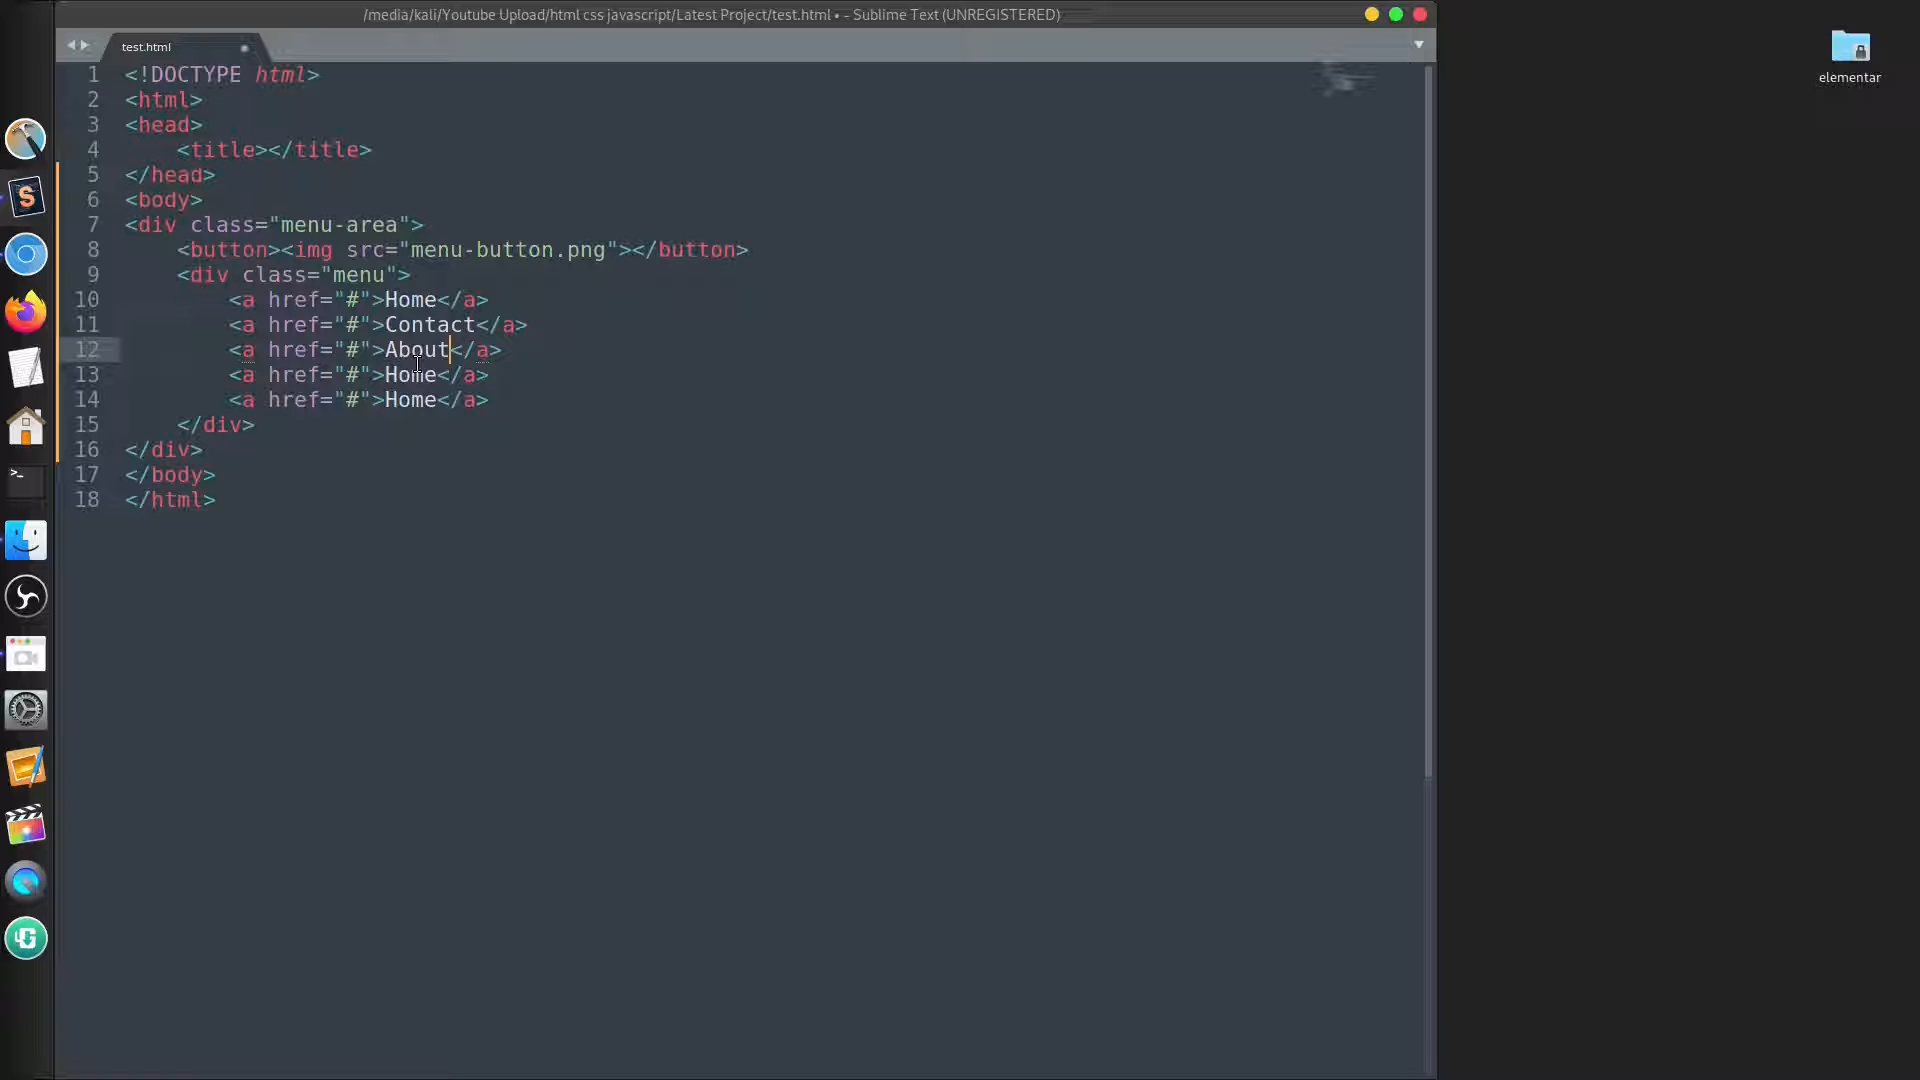 /media/kali/Youtube Upload/html css javascript/Latest Project/test.html • - Sublime Text (UNREGISTERED)
test.html
elementar
1 <!DOCTYPE html>
2 <html>
3 <head>
4     <title></title>
5 </head>
6 <body>
7 <div class="menu-area">
8     <button><img src="menu-button.png"></button>
9     <div class="menu">
10         <a href="#">Home</a>
11         <a href="#">Contact</a>
12         <a href="#">About</a>
13         <a href="#">Home</a>
14         <a href="#">Home</a>
15     </div>
16 </div>
17 </body>
18 </html>